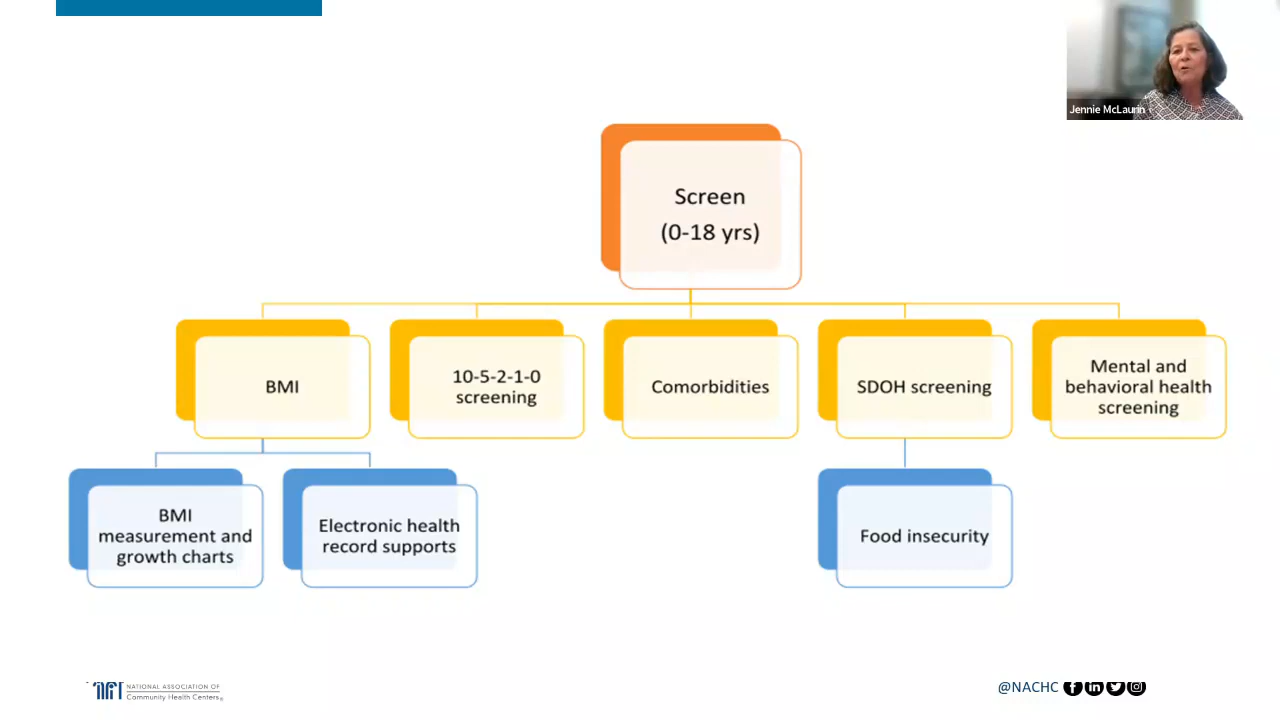 Jennie McLaurin
Screen
(0-18 yrs)
BMI
10-5-2-1-0
screening
Comorbidities
SDOH screening
Mental and
behavioral health
screening
BMI
measurement and
growth charts
Electronic health
record supports
Food insecurity
NATIONAL ASSOCIATION OF
Community Health Centers®
@NACHC